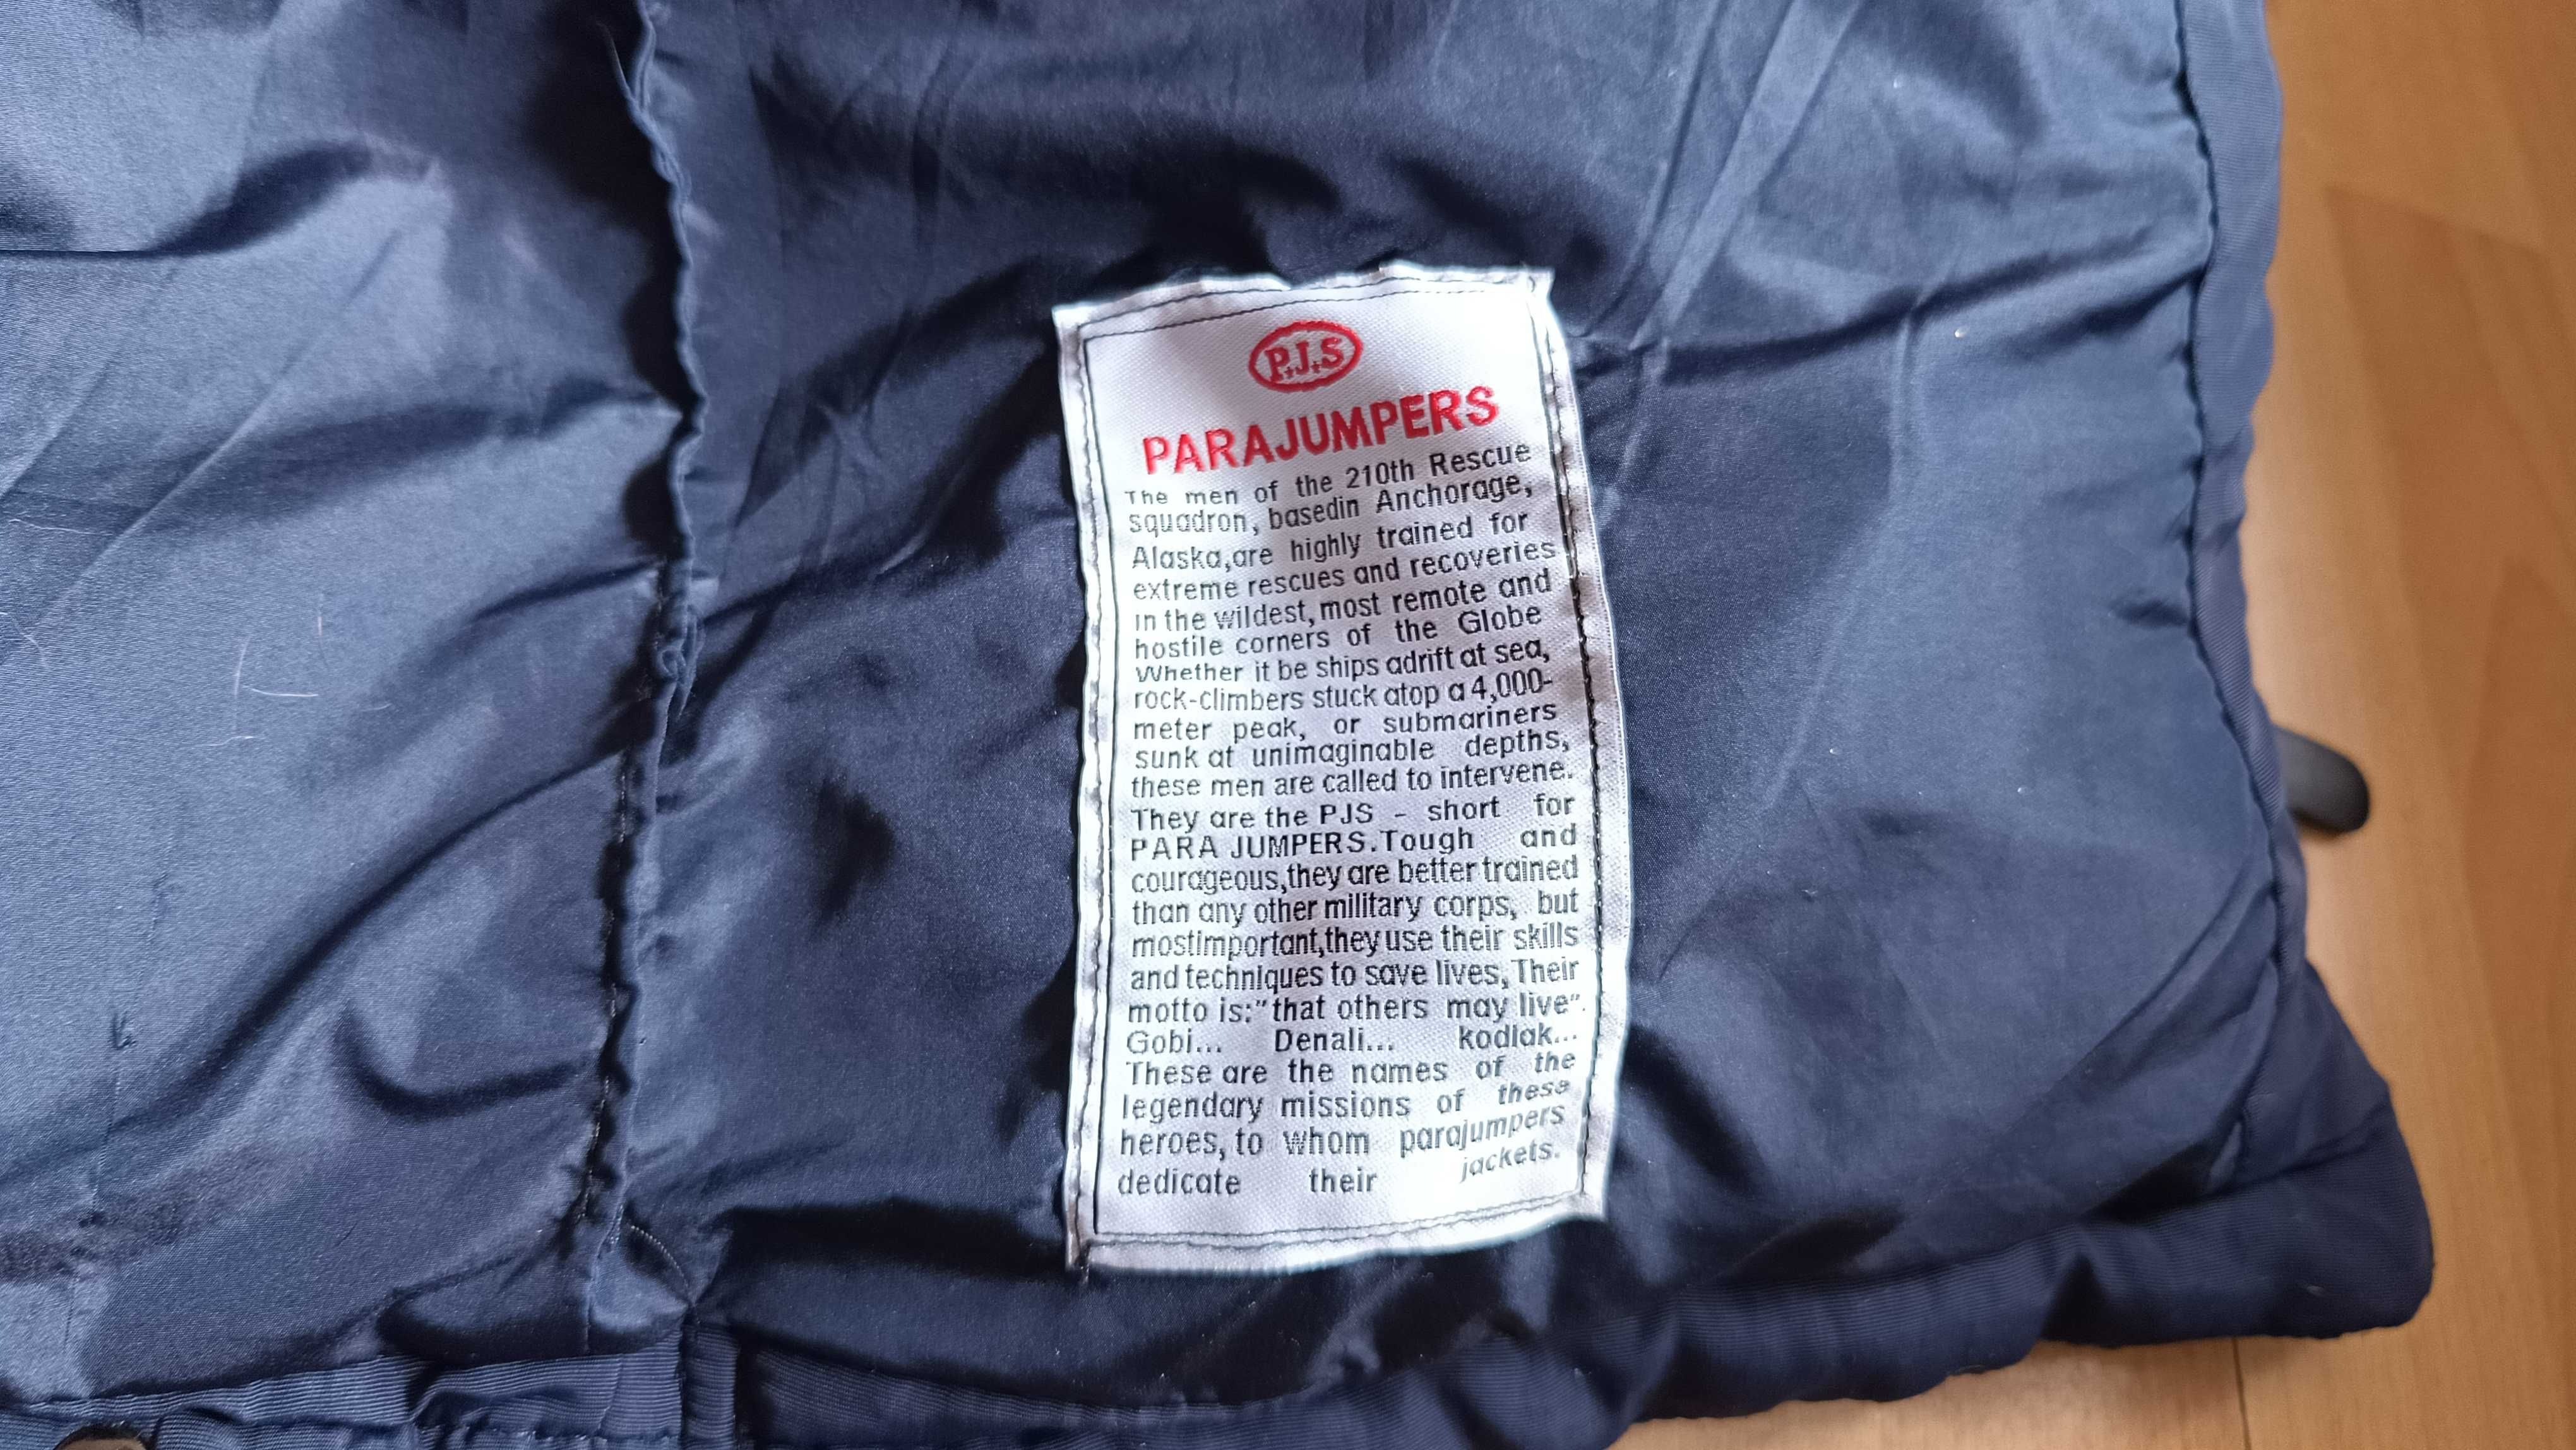 P.J.S
PARAJUMPERS
The men of the 210th Rescue
squadron, basedin Anchorage,
Alaska,are highly trained for
extreme rescues and recoveries
in the wildest, most remote and
hostile corners of the Globe
Whether it be ships adrift at sea,
rock-climbers stuck atop a 4,000-
meter peak, or submariners
sunk at unimaginable depths,
these men are called to intervene.
They are the PJS - short for
PARA JUMPERS.Tough and
courageous,they are better trained
than any other military corps, but
mostimportant,they use their skills
and techniques to save lives, Their
motto is:"that others may live".
Gobi... Denali... kodiak...
These are the names of the
legendary missions of these
heroes, to whom parajumpers
dedicate their jackets.